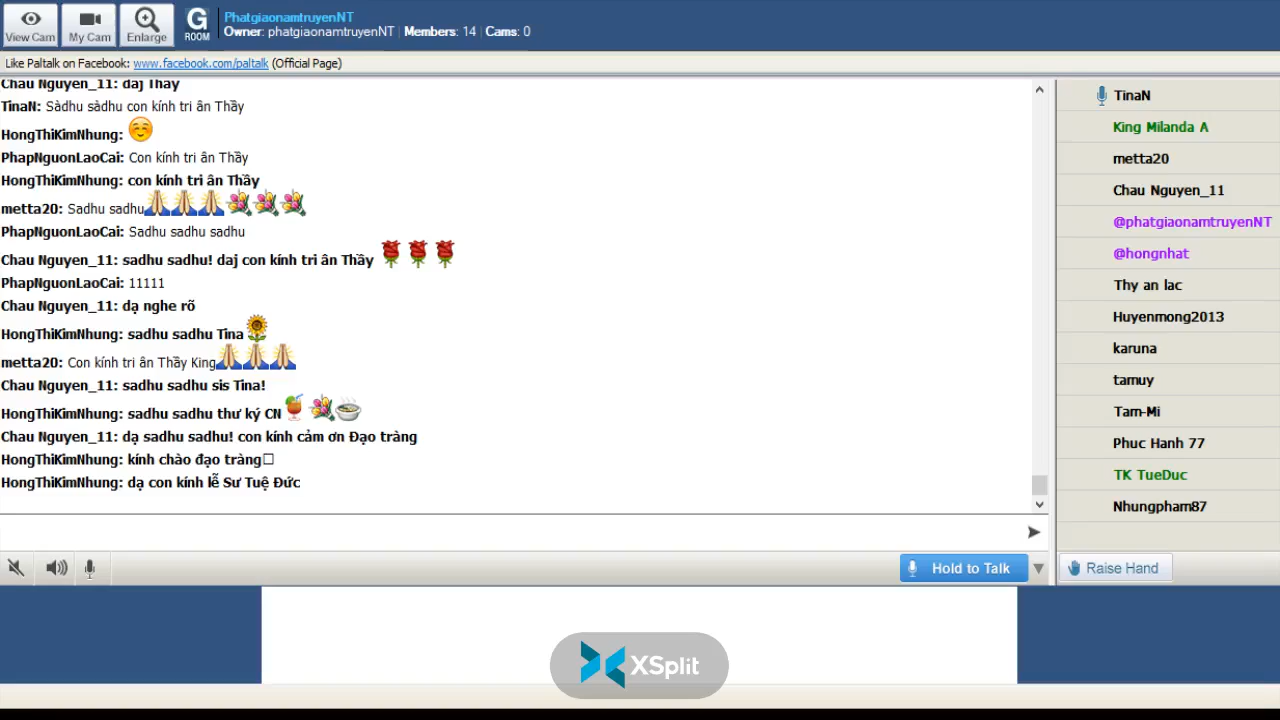 View Cam
My Cam
Enlarge
G
ROOM
PhatgiaonamtruyenNT
Owner: phatgiaonamtruyenNT | Members: 14 | Cams: 0
Like Paltalk on Facebook: www.facebook.com/paltalk (Official Page)
Chau Nguyen_11: daj Thầy
TinaN: Sàdhu sàdhu con kính tri ân Thầy
HongThiKimNhung:
PhapNguonLaoCai: Con kính tri ân Thầy
HongThiKimNhung: con kính tri ân Thầy
metta20: Sadhu sadhu
PhapNguonLaoCai: Sadhu sadhu sadhu
Chau Nguyen_11: sadhu sadhu! daj con kính tri ân Thầy
PhapNguonLaoCai: 11111
Chau Nguyen_11: dạ nghe rõ
HongThiKimNhung: sadhu sadhu Tina
metta20: Con kính tri ân Thầy King
Chau Nguyen_11: sadhu sadhu sis Tina!
HongThiKimNhung: sadhu sadhu thư ký CN
Chau Nguyen_11: dạ sadhu sadhu! con kính cảm ơn Đạo tràng
HongThiKimNhung: kính chào đạo tràng
HongThiKimNhung: dạ con kính lễ Sư Tuệ Đức
TinaN
King Milanda A
metta20
Chau Nguyen_11
@phatgiaonamtruyenNT
@hongnhat
Thy an lac
Huyenmong2013
karuna
tamuy
Tam-Mi
Phuc Hanh 77
TK TueDuc
Nhungpham87
Hold to Talk
Raise Hand
XSplit